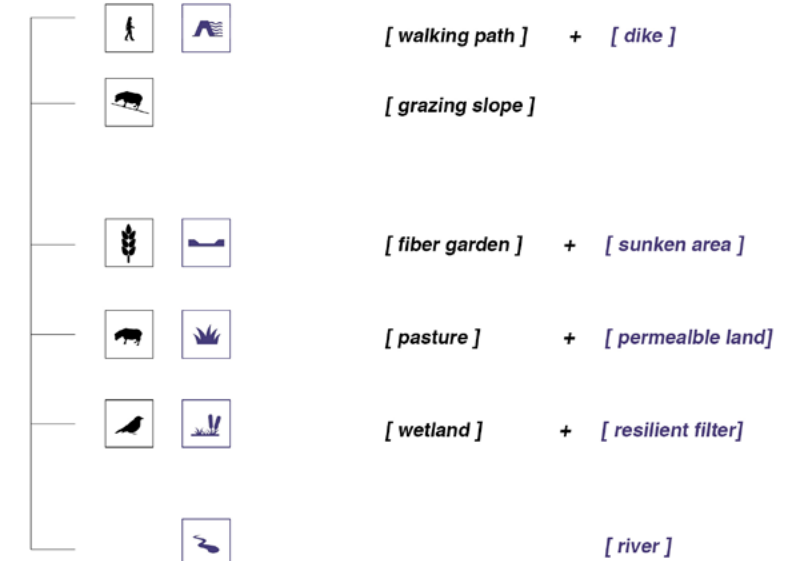 [ walking path ] + [ dike ]
[ grazing slope ]
[ fiber garden ] + [ sunken area ]
[ pasture ] + [ permealble land]
[ wetland ] + [ resilient filter]
[ river ]